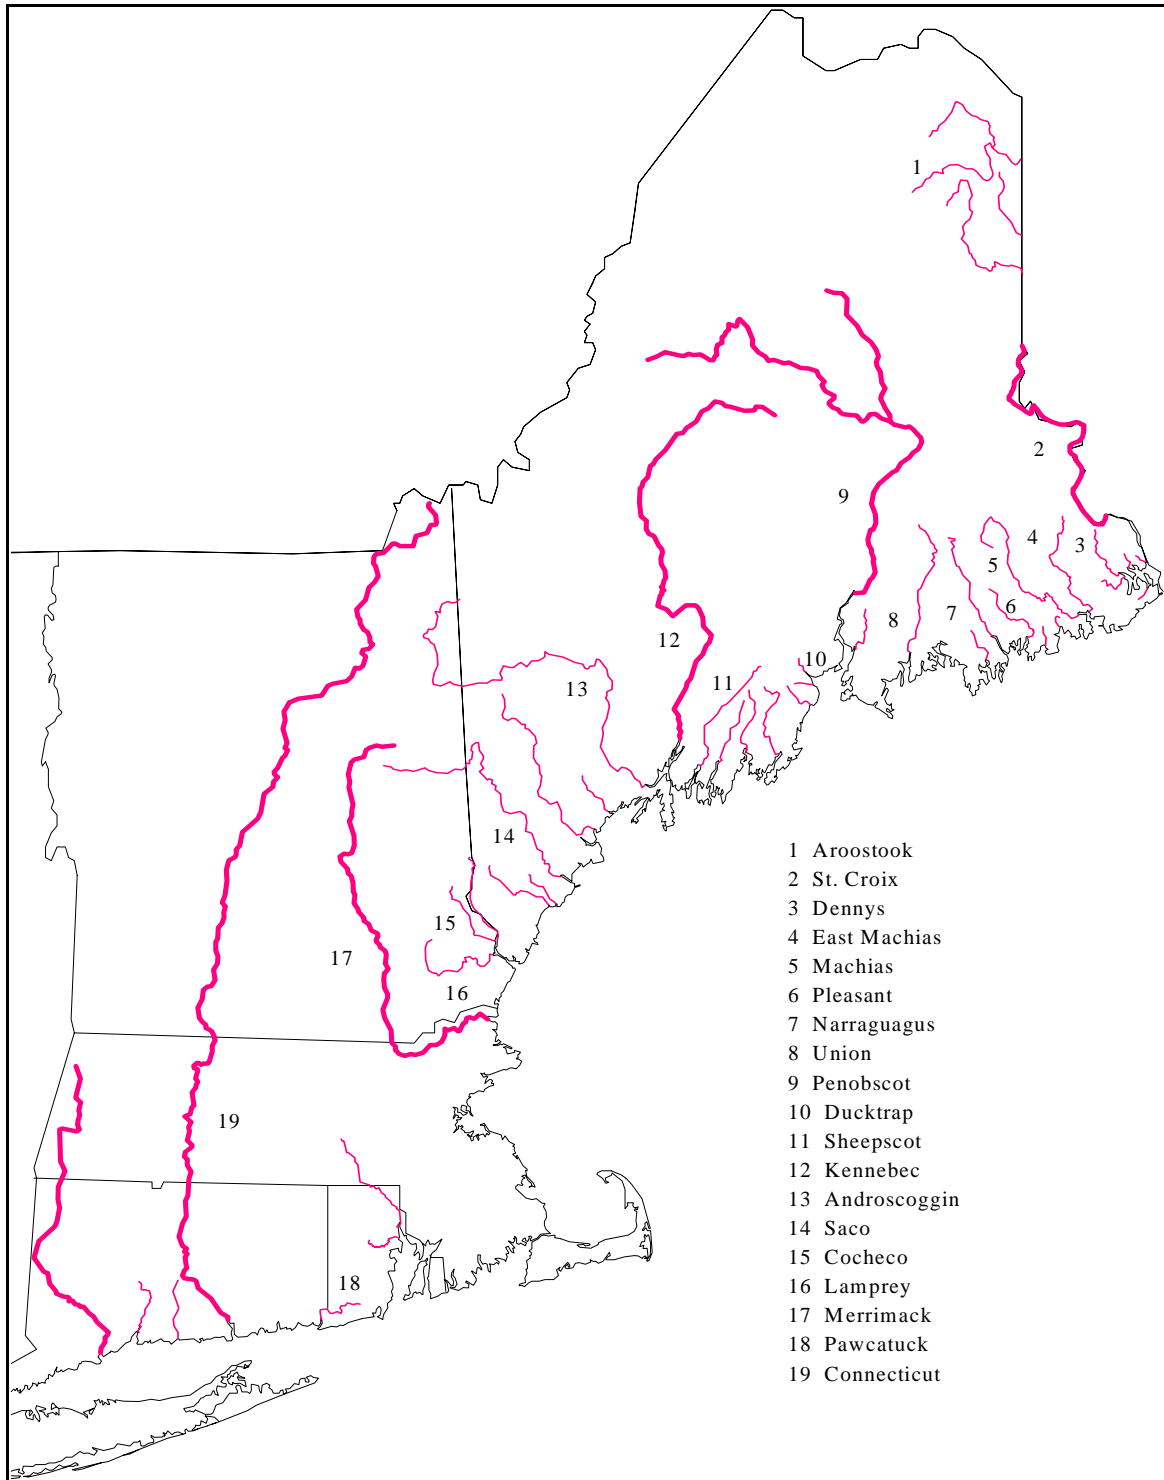 1
2
9
4
3
5
6
8
7
12
10
11
13
14
15
17
16
19
18
1 Aroostook
2 St. Croix
3 Dennys
4 East Machias
5 Machias
6 Pleasant
7 Narraguagus
8 Union
9 Penobscot
10 Ducktrap
11 Sheepscot
12 Kennebec
13 Androscoggin
14 Saco
15 Cocheco
16 Lamprey
17 Merrimack
18 Pawcatuck
19 Connecticut